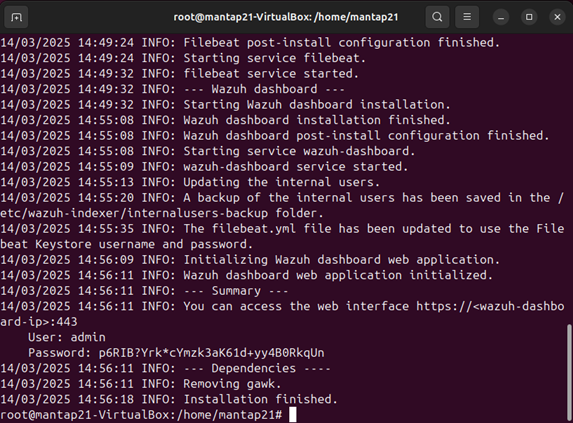 root@mantap21-VirtualBox: /home/mantap21
14/03/2025 14:49:24 INFO: Filebeat post-install configuration finished.
14/03/2025 14:49:24 INFO: Starting service filebeat.
14/03/2025 14:49:32 INFO: filebeat service started.
14/03/2025 14:49:32 INFO: --- Wazuh dashboard ---
14/03/2025 14:49:32 INFO: Starting Wazuh dashboard installation.
14/03/2025 14:55:08 INFO: Wazuh dashboard installation finished.
14/03/2025 14:55:08 INFO: Wazuh dashboard post-install configuration finished.
14/03/2025 14:55:08 INFO: Starting service wazuh-dashboard.
14/03/2025 14:55:09 INFO: wazuh-dashboard service started.
14/03/2025 14:55:13 INFO: Updating the internal users.
14/03/2025 14:55:20 INFO: A backup of the internal users has been saved in the /
etc/wazuh-indexer/internalusers-backup folder.
14/03/2025 14:55:35 INFO: The filebeat.yml file has been updated to use the File
beat Keystore username and password.
14/03/2025 14:56:09 INFO: Initializing Wazuh dashboard web application.
14/03/2025 14:56:11 INFO: Wazuh dashboard web application initialized.
14/03/2025 14:56:11 INFO: --- Summary ---
14/03/2025 14:56:11 INFO: You can access the web interface https://<wazuh-dashbo
ard-ip>:443
User: admin
Password: p6RIB?Yrk*cYmzk3aK61d+yy4B0RkqUn
14/03/2025 14:56:11 INFO: --- Dependencies ----
14/03/2025 14:56:11 INFO: Removing gawk.
14/03/2025 14:56:18 INFO: Installation finished.
root@mantap21-VirtualBox:/home/mantap21#